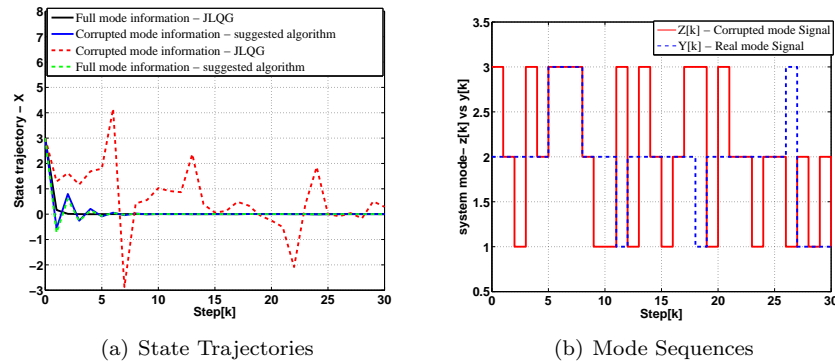 Full mode information – JLQG
Corrupted mode information – suggested algorithm
Corrupted mode information – JLQG
Full mode information – suggested algorithm
State trajectory – X
8
7
6
5
4
3
2
1
0
−1
−2
−3
0 5 10 15 20 25 30
Step[k]
(a) State Trajectories
Z[k] – Corrupted mode Signal
Y[k] – Real mode Signal
system mode– z[k] vs y[k]
3.5
3
2.5
2
1.5
1
0.5
0 5 10 15 20 25 30
Step[k]
(b) Mode Sequences